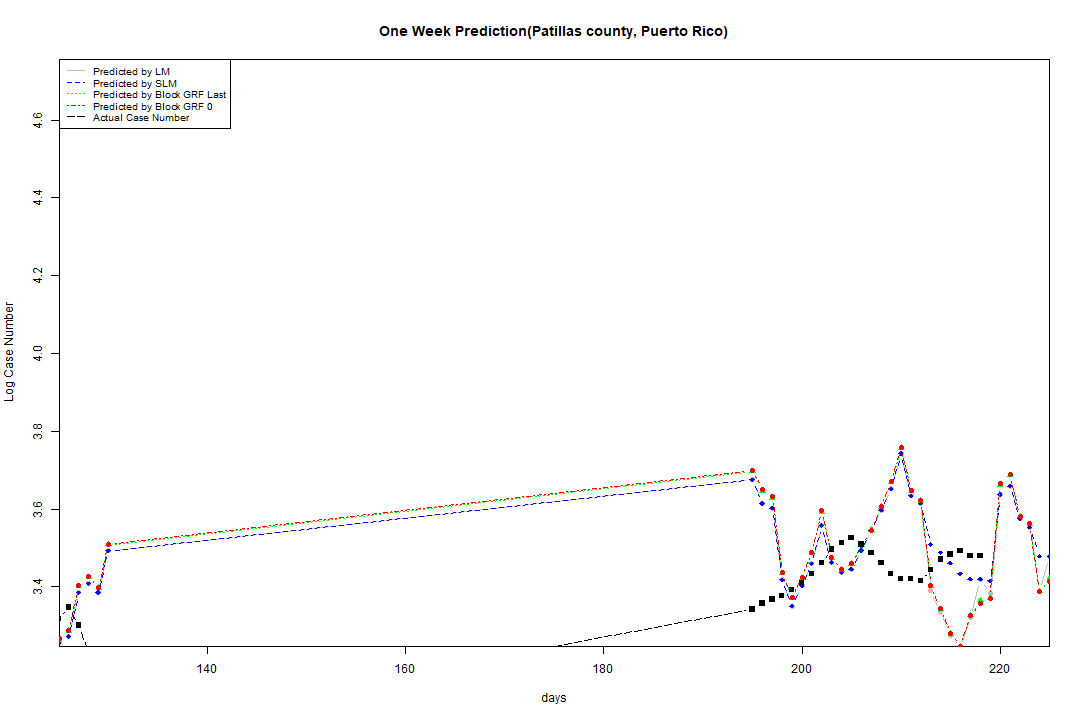 One Week Prediction(Patillas county, Puerto Rico)
Predicted by LM
Predicted by SLM
Predicted by Block GRF Last
Predicted by Block GRF 0
Actual Case Number
4.6
4.4
4.2
4.0
3.8
3.6
3.4
Log Case Number
140
160
180
200
220
days